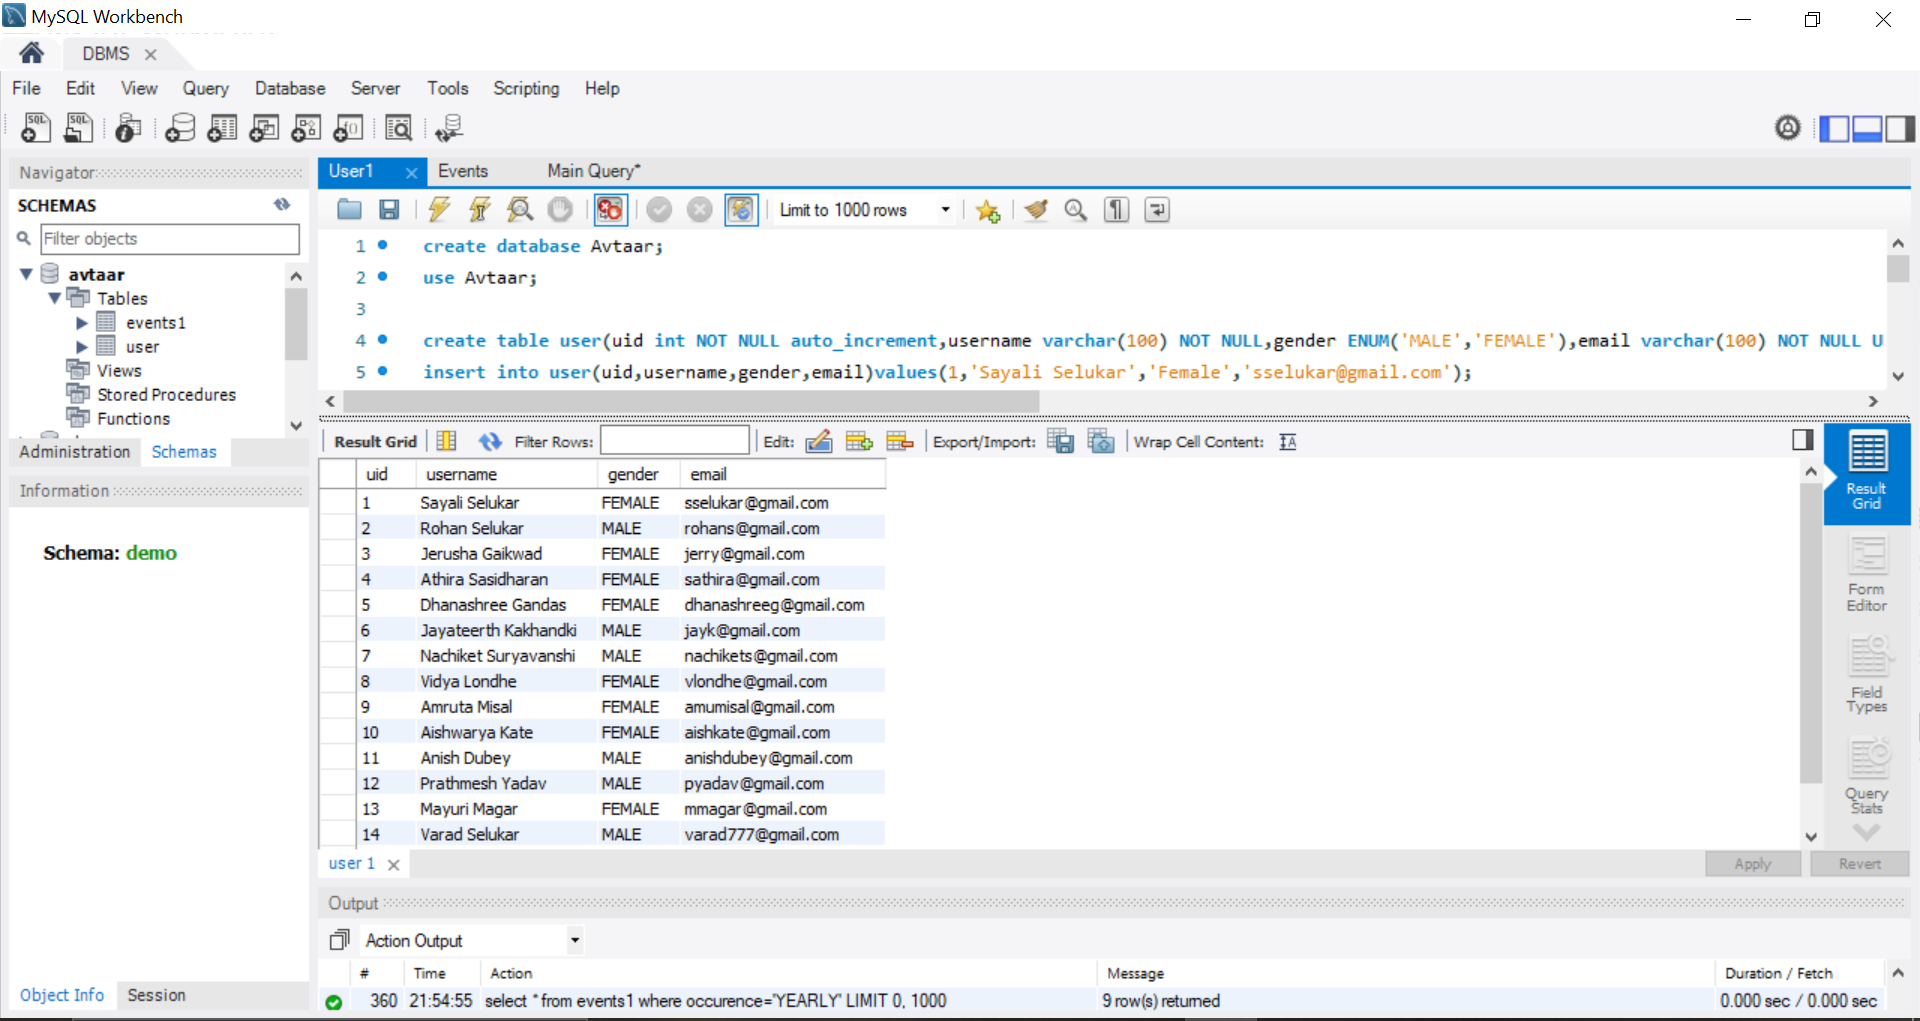 MySQL Workbench
DBMS
File Edit View Query Database Server Tools Scripting Help
Navigator
SCHEMAS
Filter objects
avtaar
Tables
events1
user
Views
Stored Procedures
Functions
Administration Schemas
Information
Schema: demo
Object Info Session
User1 Events Main Query*
Limit to 1000 rows
1 create database Avtaar;
2 use Avtaar;
3
4 create table user(uid int NOT NULL auto_increment,username varchar(100) NOT NULL,gender ENUM('MALE','FEMALE'),email varchar(100) NOT NULL U
5 insert into user(uid,username,gender,email)values(1,'Sayali Selukar','Female','sselukar@gmail.com');
Result Grid Filter Rows: Edit: Export/Import: Wrap Cell Content:
uid username gender email
1 Sayali Selukar FEMALE sselukar@gmail.com
2 Rohan Selukar MALE rohans@gmail.com
3 Jerusha Gaikwad FEMALE jerry@gmail.com
4 Athira Sasidharan FEMALE sathira@gmail.com
5 Dhanashree Gandas FEMALE dhanashreeg@gmail.com
6 Jayateerth Kakhandki MALE jayk@gmail.com
7 Nachiket Suryavanshi MALE nachikets@gmail.com
8 Vidya Londhe FEMALE vlondhe@gmail.com
9 Amruta Misal FEMALE amumisal@gmail.com
10 Aishwarya Kate FEMALE aishkate@gmail.com
11 Anish Dubey MALE anishdubey@gmail.com
12 Prathmesh Yadav MALE pyadav@gmail.com
13 Mayuri Magar FEMALE mmagar@gmail.com
14 Varad Selukar MALE varad777@gmail.com
Result
Grid
Form
Editor
Field
Types
Query
Stats
user 1
Apply Revert
Output
Action Output
# Time Action Message Duration / Fetch
360 21:54:55 select * from events1 where occurence="YEARLY" LIMIT 0, 1000 9 row(s) returned 0.000 sec / 0.000 sec